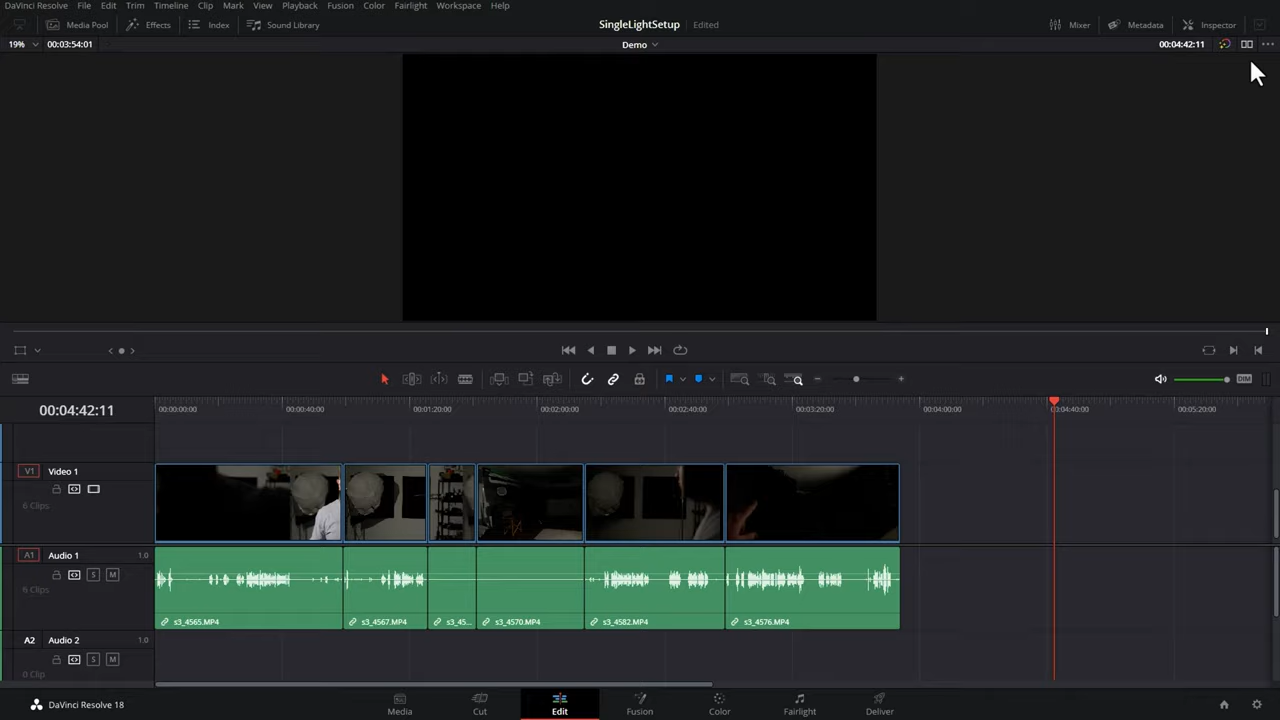 DaVinci Resolve File Edit Trim Timeline Clip Mark View Playback Fusion Color Fairlight Workspace Help
Media Pool Effects Index Sound Library SingleLightSetup Edited Mixer Metadata Inspector
19% 00:03:54:01 Demo 00:04:42:11
DIM
00:04:42:11 00:00:00:00 00:00:40:00 00:01:20:00 00:02:00:00 00:02:40:00 00:03:20:00 00:04:00:00 00:04:40:00 00:05:20:00
V1 Video 1
6 Clips
A1 Audio 1 1.0
S M
6 Clips
s3_4565.MP4 s3_4567.MP4 s3_45... s3_4570.MP4 s3_4582.MP4 s3_4576.MP4
A2 Audio 2 1.0
S M
0 Clip
DaVinci Resolve 18 Media Cut Edit Fusion Color Fairlight Deliver